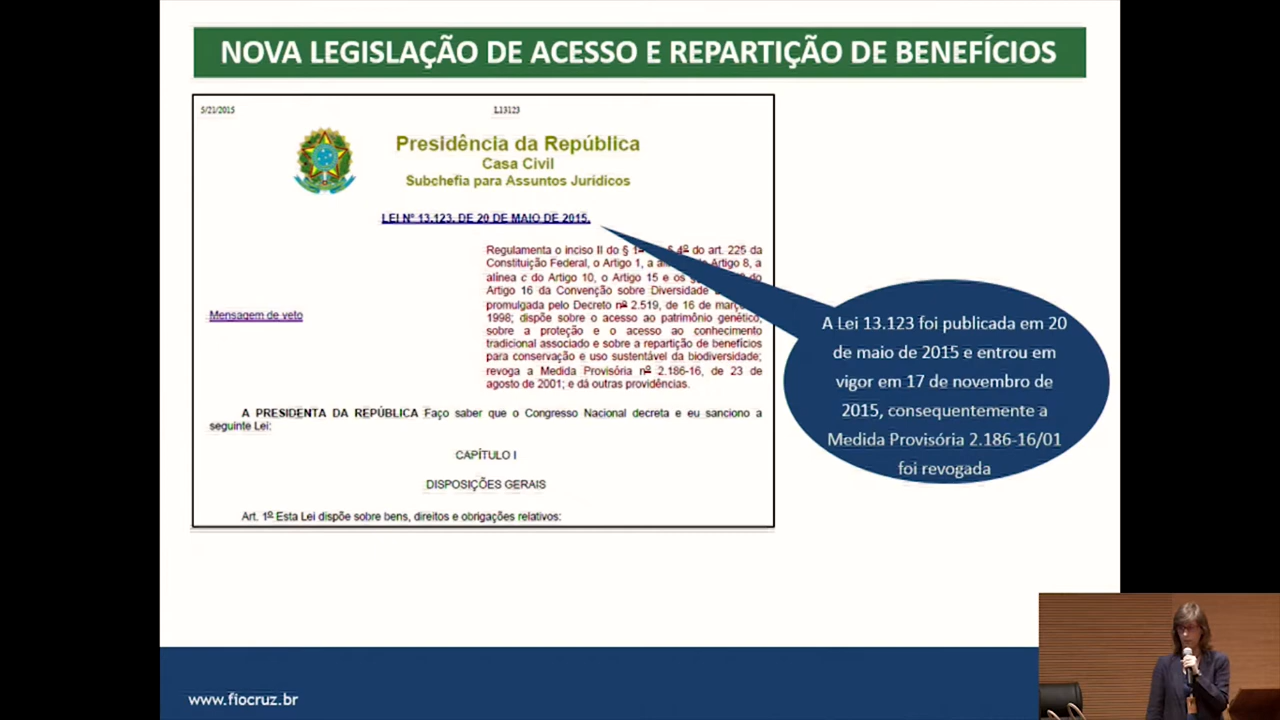 NOVA LEGISLAÇÃO DE ACESSO E REPARTIÇÃO DE BENEFÍCIOS
5/21/2015
L13123
Presidência da República
Casa Civil
Subchefia para Assuntos Jurídicos
LEI Nº 13.123, DE 20 DE MAIO DE 2015.
Regulamenta o inciso II do § 1 § 4º do art. 225 da
Constituição Federal, o Artigo 1, a Artigo 8, a
alínea c do Artigo 10, o Artigo 15 e os do
Artigo 16 da Convenção sobre Diversidade
promulgada pelo Decreto nº 2.519, de 16 de
1998; dispõe sobre o acesso ao patrimônio genético,
sobre a proteção e o acesso ao conhecimento
tradicional associado e sobre a repartição de benefícios
para conservação e uso sustentável da biodiversidade;
revoga a Medida Provisória nº 2.186-16, de 23 de
agosto de 2001; e dá outras providências.
Mensagem de veto
A PRESIDENTA DA REPÚBLICA Faço saber que o Congresso Nacional decreta e eu sanciono a
seguinte Lei:
CAPÍTULO I
DISPOSIÇÕES GERAIS
Art. 1º Esta Lei dispõe sobre bens, direitos e obrigações relativos:
A Lei 13.123 foi publicada em 20
de maio de 2015 e entrou em
vigor em 17 de novembro de
2015, consequentemente a
Medida Provisória 2.186-16/01
foi revogada
www.fiocruz.br